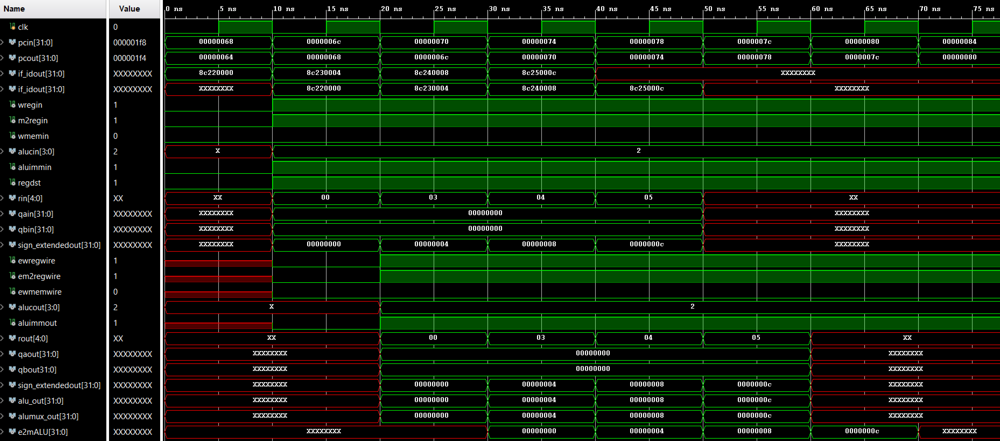 Name Value 0 ns 5 ns 10 ns 15 ns 20 ns 25 ns 30 ns 35 ns 40 ns 45 ns 50 ns 55 ns 60 ns 65 ns 70 ns 75 ns
clk 0
pcin[31:0] 000001f8 00000068 0000006c 00000070 00000074 00000078 0000007c 00000080 00000084
pcout[31:0] 000001f4 00000064 00000068 0000006c 00000070 00000074 00000078 0000007c 00000080
if_idout[31:0] XXXXXXXX 8c220000 8c230004 8c240008 8c25000c XXXXXXXX
if_idout[31:0] XXXXXXXX XXXXXXXX 8c220000 8c230004 8c240008 8c25000c XXXXXXXX
wregin 1
m2regin 1
wmemin 0
alucin[3:0] 2 X 2
aluimmin 1
regdst 1
rin[4:0] XX XX 00 03 04 05 XX
qain[31:0] XXXXXXXX XXXXXXXX 00000000 XXXXXXXX
qbin[31:0] XXXXXXXX XXXXXXXX 00000000 XXXXXXXX
sign_extendedout[31:0] XXXXXXXX XXXXXXXX 00000000 00000004 00000008 0000000c XXXXXXXX
ewregwire 1
em2regwire 1
ewmemwire 0
alucout[3:0] 2 X 2
aluimmout 1
rout[4:0] XX XX 00 03 04 05 XX
qaout[31:0] XXXXXXXX XXXXXXXX 00000000 XXXXXXXX
qbout31:0] XXXXXXXX XXXXXXXX 00000000 XXXXXXXX
sign_extendedout[31:0] XXXXXXXX XXXXXXXX 00000000 00000004 00000008 0000000c XXXXXXXX
alu_out[31:0] XXXXXXXX XXXXXXXX 00000000 00000004 00000008 0000000c XXXXXXXX
alumux_out[31:0] XXXXXXXX XXXXXXXX 00000000 00000004 00000008 0000000c XXXXXXXX
e2mALU[31:0] XXXXXXXX XXXXXXXX 00000000 00000004 00000008 0000000c XXXXXXXX